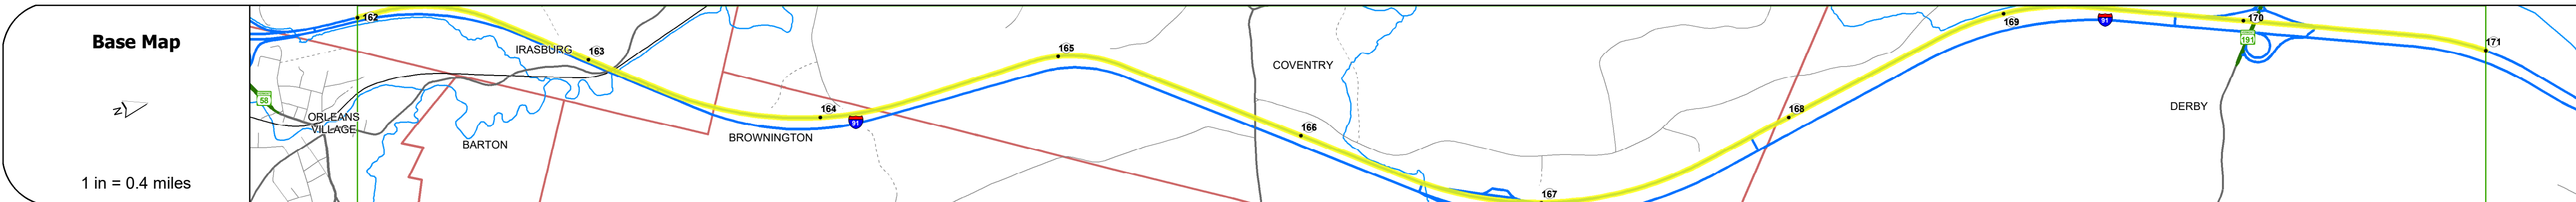 Base Map
N
1 in = 0.4 miles
58
ORLEANS
VILLAGE
162
IRASBURG
163
BARTON
BROWNINGTON
164
91
165
COVENTRY
166
167
168
169
91
170
191
DERBY
171